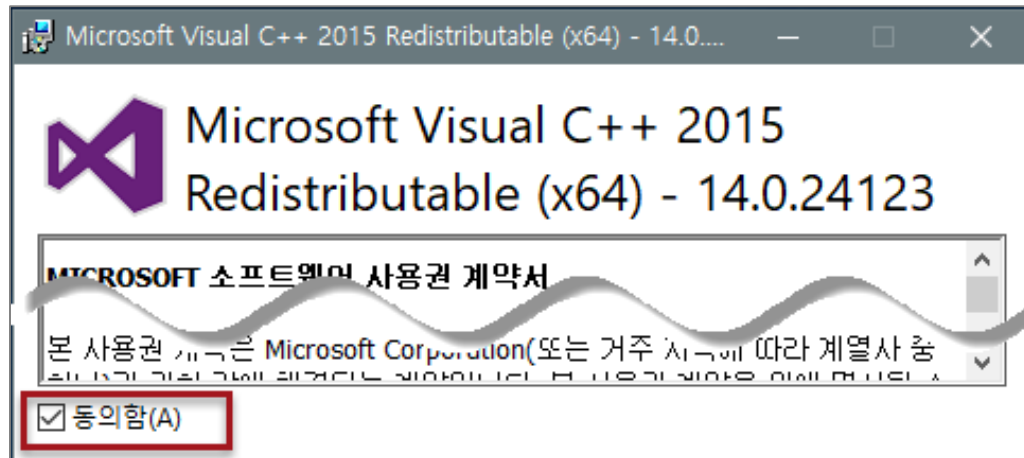 Microsoft Visual C++ 2015 Redistributable (x64) - 14.0....
Microsoft Visual C++ 2015
Redistributable (x64) - 14.0.24123
MICROSOFT 소프트웨어 사용권 계약서
본 사용권 계약은 Microsoft Corporation(또는 거주 지역에 따라 계열사 중
동의함(A)